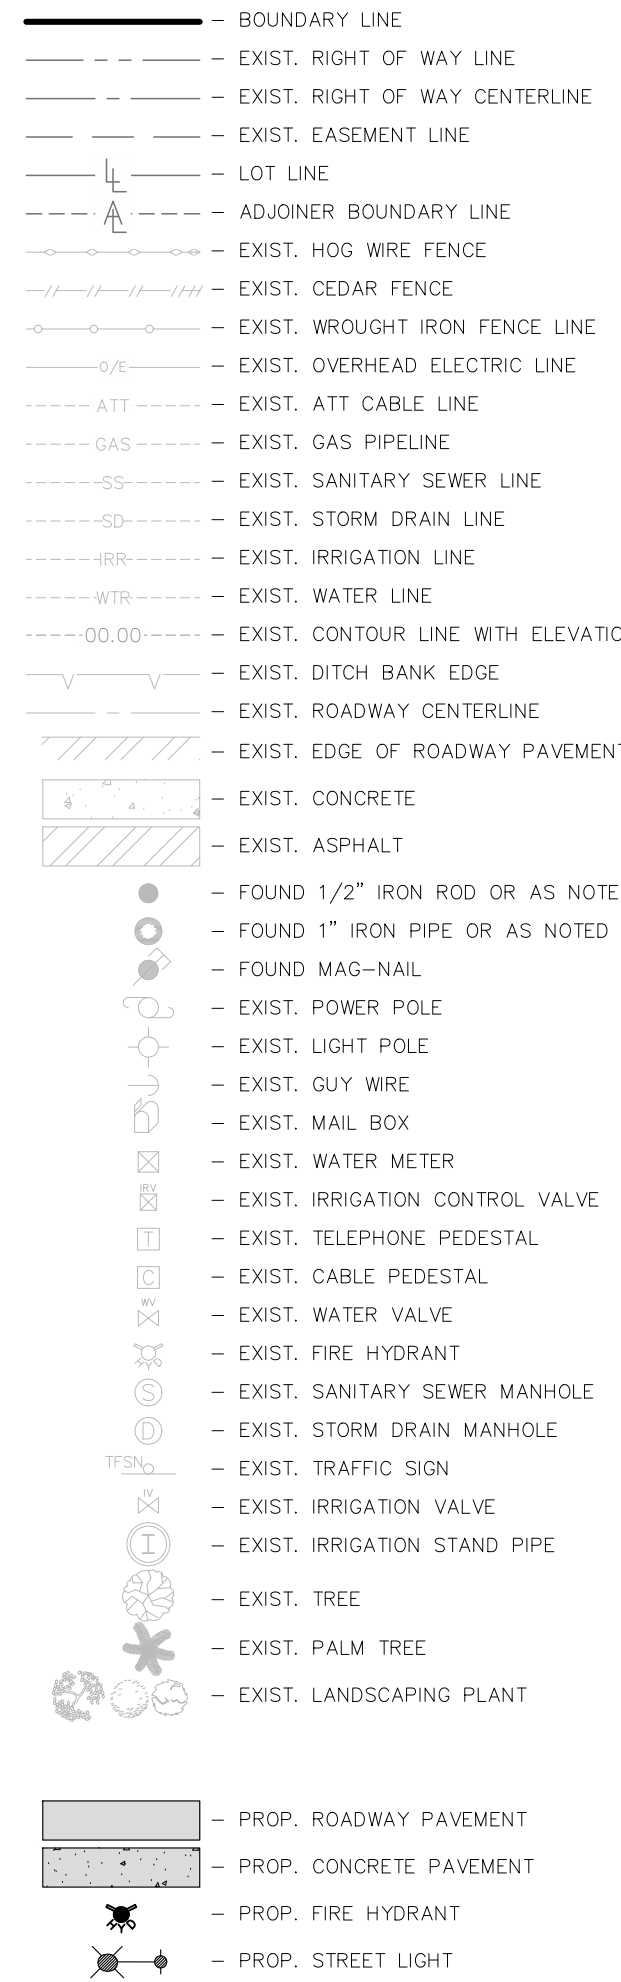 — BOUNDARY LINE
— EXIST. RIGHT OF WAY LINE
— EXIST. RIGHT OF WAY CENTERLINE
— EXIST. EASEMENT LINE
LL — LOT LINE
AL — ADJOINER BOUNDARY LINE
— EXIST. HOG WIRE FENCE
— EXIST. CEDAR FENCE
— EXIST. WROUGHT IRON FENCE LINE
O/E — EXIST. OVERHEAD ELECTRIC LINE
ATT — EXIST. ATT CABLE LINE
GAS — EXIST. GAS PIPELINE
SS — EXIST. SANITARY SEWER LINE
SD — EXIST. STORM DRAIN LINE
IRR — EXIST. IRRIGATION LINE
WTR — EXIST. WATER LINE
00.00 — EXIST. CONTOUR LINE WITH ELEVATIO
— EXIST. DITCH BANK EDGE
— EXIST. ROADWAY CENTERLINE
— EXIST. EDGE OF ROADWAY PAVEMENT
— EXIST. CONCRETE
— EXIST. ASPHALT
— FOUND 1/2" IRON ROD OR AS NOTE
— FOUND 1" IRON PIPE OR AS NOTED
— FOUND MAG-NAIL
— EXIST. POWER POLE
— EXIST. LIGHT POLE
— EXIST. GUY WIRE
— EXIST. MAIL BOX
— EXIST. WATER METER
IRV — EXIST. IRRIGATION CONTROL VALVE
T — EXIST. TELEPHONE PEDESTAL
C — EXIST. CABLE PEDESTAL
WV — EXIST. WATER VALVE
HYD — EXIST. FIRE HYDRANT
S — EXIST. SANITARY SEWER MANHOLE
D — EXIST. STORM DRAIN MANHOLE
TFSN — EXIST. TRAFFIC SIGN
IV — EXIST. IRRIGATION VALVE
I — EXIST. IRRIGATION STAND PIPE
— EXIST. TREE
— EXIST. PALM TREE
— EXIST. LANDSCAPING PLANT
— PROP. ROADWAY PAVEMENT
— PROP. CONCRETE PAVEMENT
HYD — PROP. FIRE HYDRANT
— PROP. STREET LIGHT